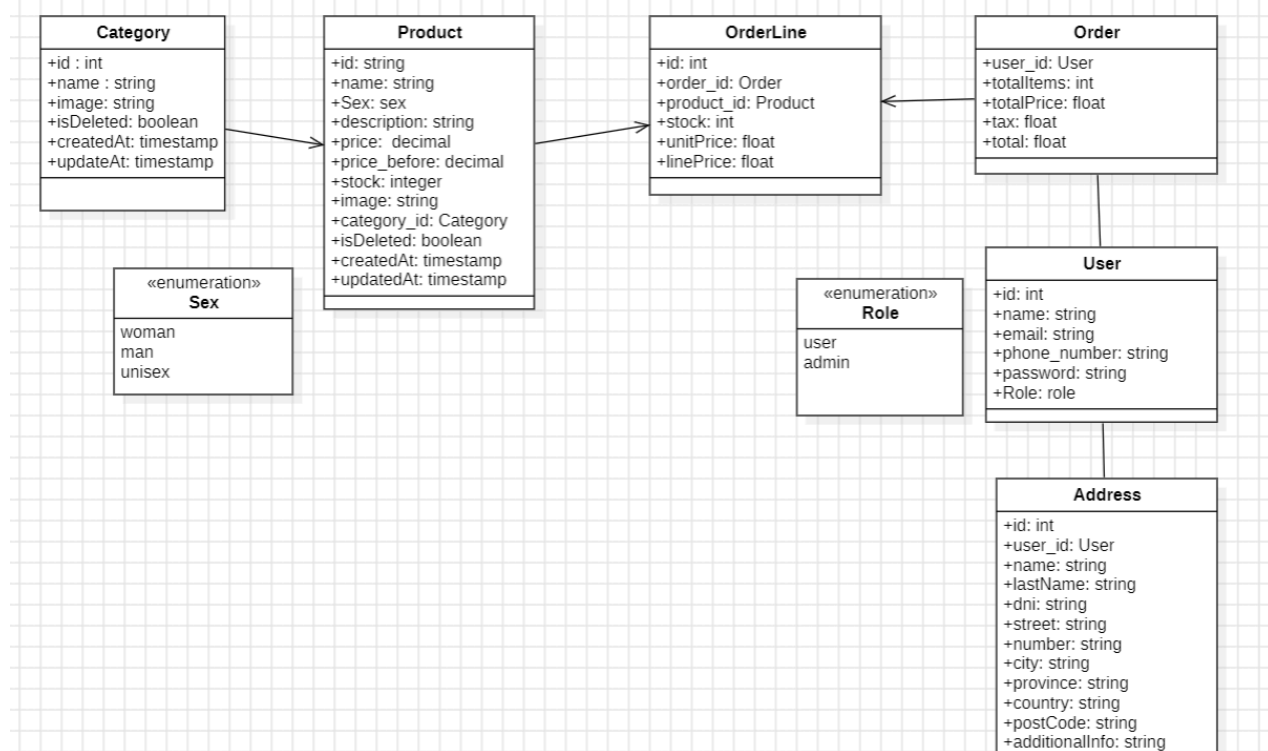 Category
+id : int
+name : string
+image: string
+isDeleted: boolean
+createdAt: timestamp
+updateAt: timestamp
Product
+id: string
+name: string
+Sex: sex
+description: string
+price:  decimal
+price_before: decimal
+stock: integer
+image: string
+category_id: Category
+isDeleted: boolean
+createdAt: timestamp
+updatedAt: timestamp
OrderLine
+id: int
+order_id: Order
+product_id: Product
+stock: int
+unitPrice: float
+linePrice: float
Order
+user_id: User
+totalItems: int
+totalPrice: float
+tax: float
+total: float
«enumeration»
Sex
woman
man
unisex
«enumeration»
Role
user
admin
User
+id: int
+name: string
+email: string
+phone_number: string
+password: string
+Role: role
Address
+id: int
+user_id: User
+name: string
+lastName: string
+dni: string
+street: string
+number: string
+city: string
+province: string
+country: string
+postCode: string
+additionalInfo: string